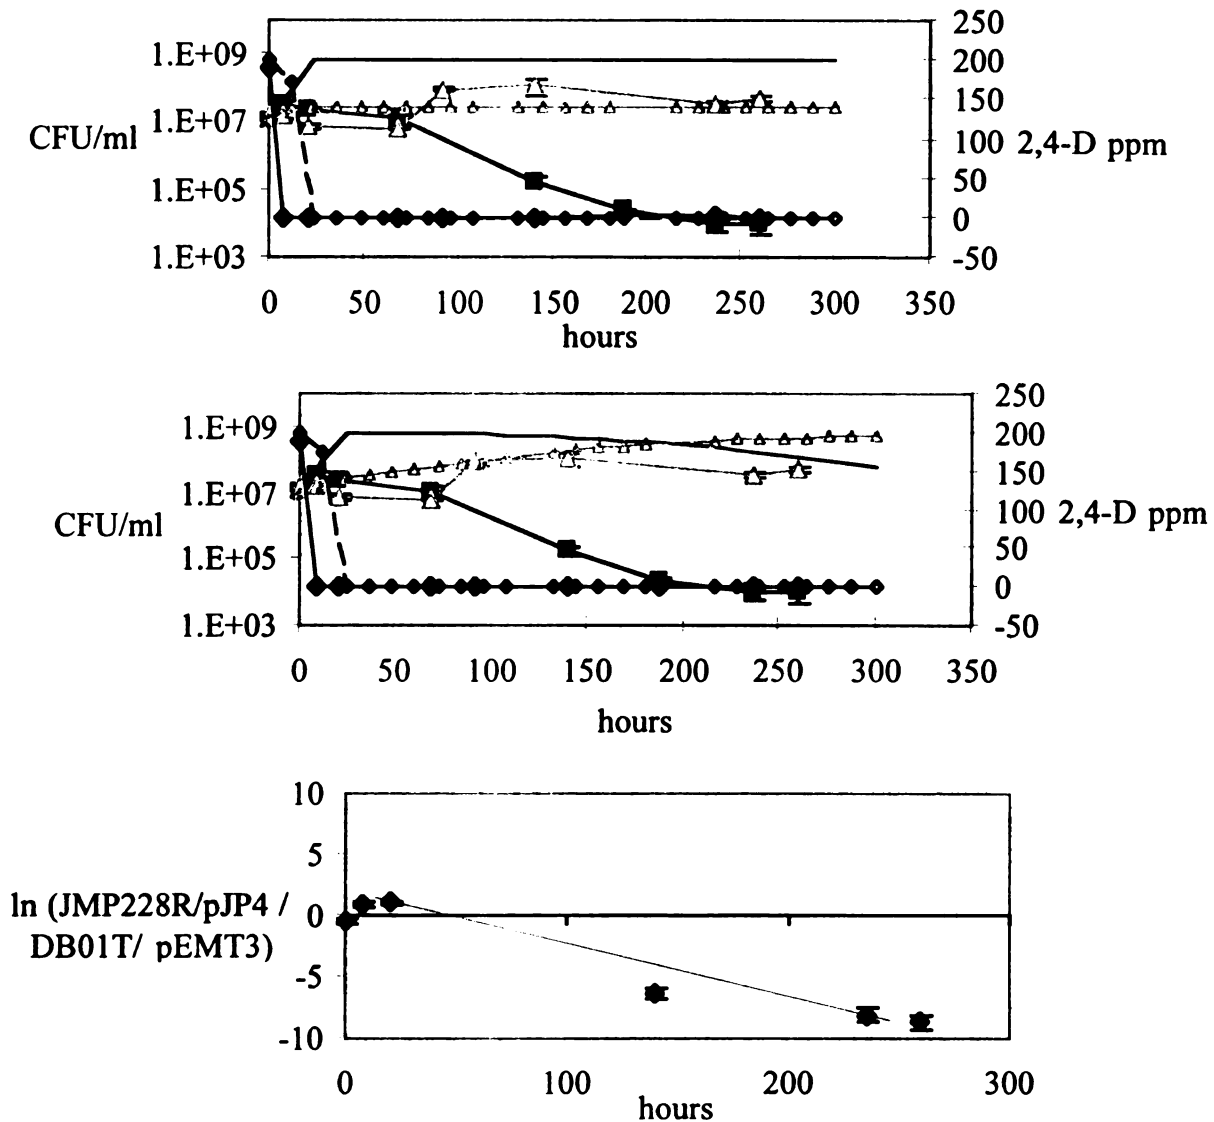 250
1.E+09
200
150
1.E+07
CFU/ml
100 2,4-D ppm
1.E+05
50
0
1.E+03
-50
0 50 100 150 200 250 300 350
hours
250
1.E+09
200
150
1.E+07
CFU/ml
100 2,4-D ppm
1.E+05
50
0
1.E+03
-50
0 50 100 150 200 250 300 350
hours
10
5
ln (JMP228R/pJP4 /
0
DB01T/ pEMT3)
-5
-10
0 100 200 300
hours